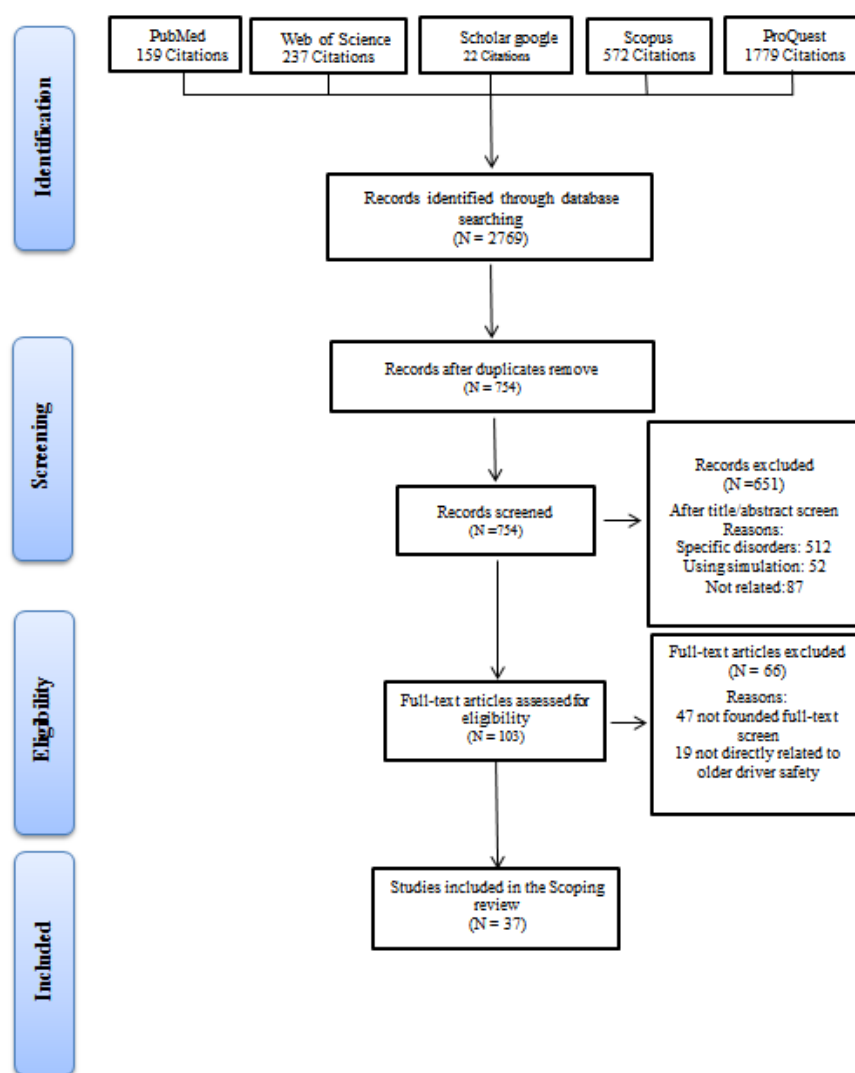 PubMed
159 Citations
Web of Science
237 Citations
Scholar google
22 Citations
Scopus
572 Citations
ProQuest
1779 Citations
Identification
Records identified through database
searching
(N = 2769)
Screening
Records after duplicates remove
(N = 754)
Records screened
(N =754)
Records excluded
(N =651)
After title/abstract screen
Reasons:
Specific disorders: 512
Using simulation: 52
Not related: 87
Eligibility
Full-text articles assessed for
eligibility
(N = 103)
Full-text articles excluded
(N = 66)
Reasons:
47 not founded full-text
screen
19 not directly related to
older driver safety
Included
Studies included in the Scoping
review
(N = 37)